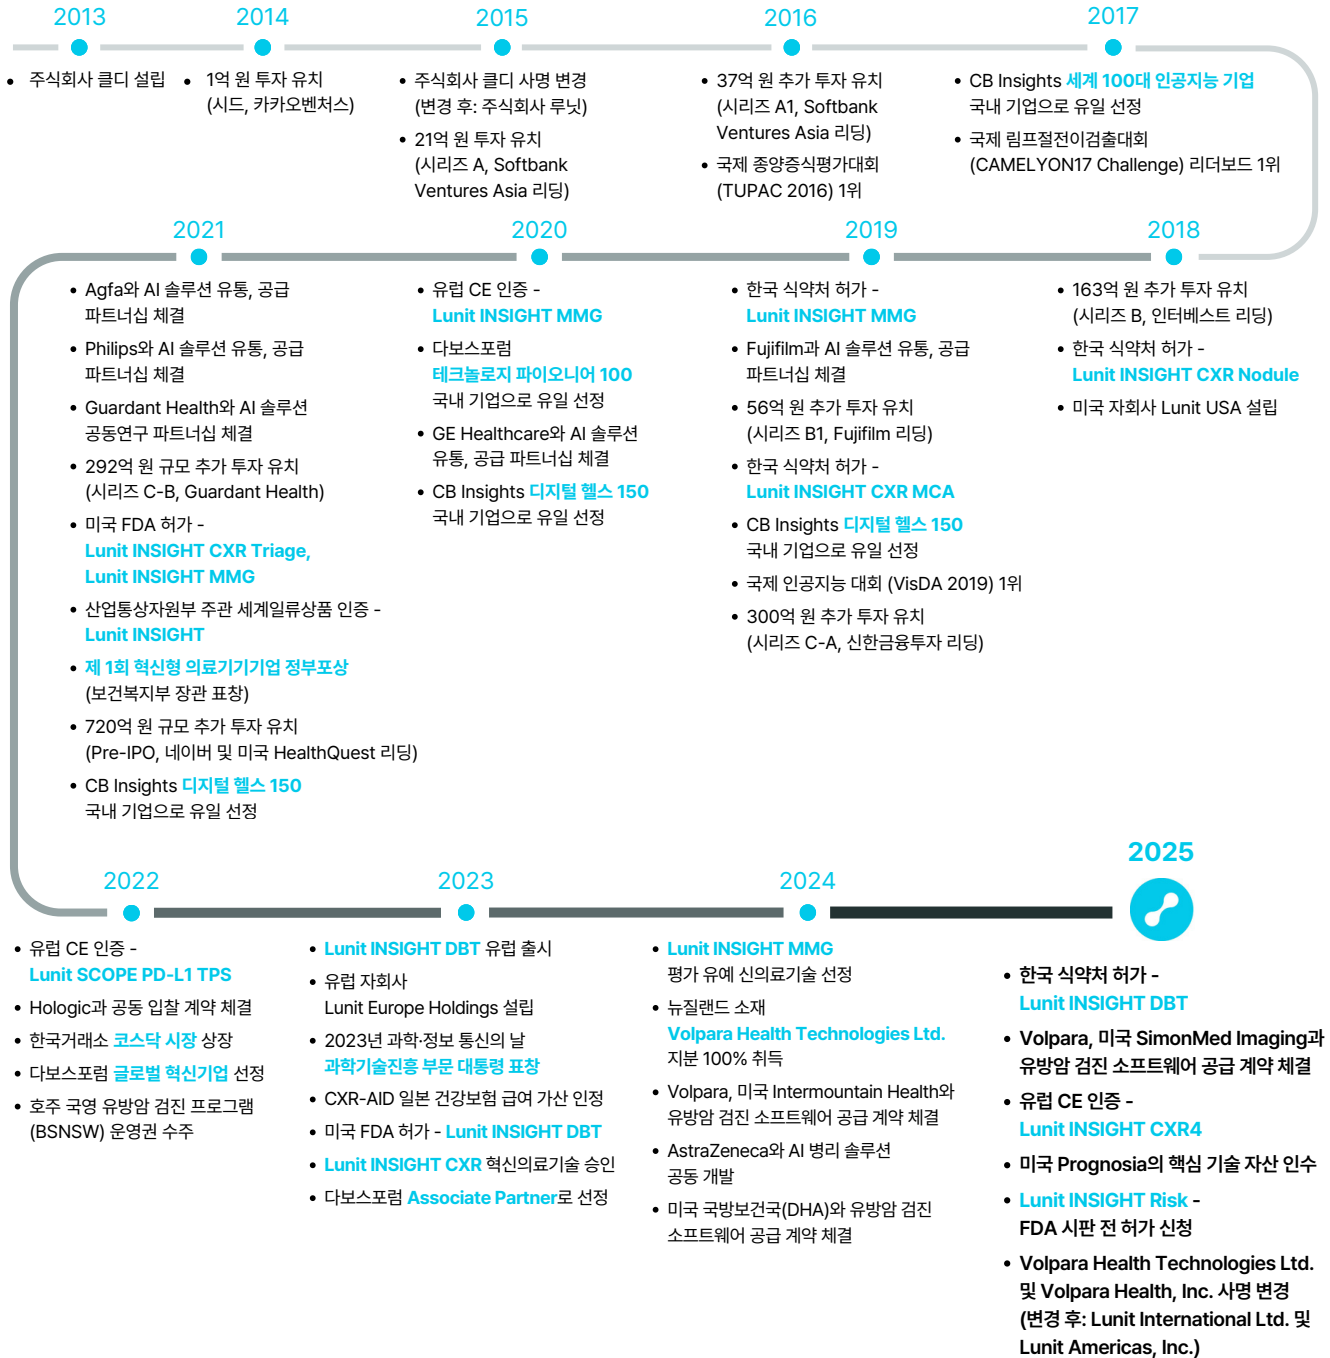 2013
주식회사 클디 설립
2014
1억 원 투자 유치
(시드, 카카오벤처스)
2015
주식회사 클디 사명 변경
(변경 후: 주식회사 루닛)
21억 원 투자 유치
(시리즈 A, Softbank
Ventures Asia 리딩)
2016
37억 원 추가 투자 유치
(시리즈 A1, Softbank
Ventures Asia 리딩)
국제 종양증식평가대회
(TUPAC 2016) 1위
2017
CB Insights 세계 100대 인공지능 기업
국내 기업으로 유일 선정
국제 림프절전이검출대회
(CAMELYON17 Challenge) 리더보드 1위
2018
163억 원 추가 투자 유치
(시리즈 B, 인터베스트 리딩)
한국 식약처 허가 -
Lunit INSIGHT CXR Nodule
미국 자회사 Lunit USA 설립
2019
한국 식약처 허가 -
Lunit INSIGHT MMG
Fujifilm과 AI 솔루션 유통, 공급
파트너십 체결
56억 원 추가 투자 유치
(시리즈 B1, Fujifilm 리딩)
한국 식약처 허가 -
Lunit INSIGHT CXR MCA
CB Insights 디지털 헬스 150
국내 기업으로 유일 선정
국제 인공지능 대회 (VisDA 2019) 1위
300억 원 추가 투자 유치
(시리즈 C-A, 신한금융투자 리딩)
2020
유럽 CE 인증 -
Lunit INSIGHT MMG
다보스포럼
테크놀로지 파이오니어 100
국내 기업으로 유일 선정
GE Healthcare와 AI 솔루션
유통, 공급 파트너십 체결
CB Insights 디지털 헬스 150
국내 기업으로 유일 선정
2021
Agfa와 AI 솔루션 유통, 공급
파트너십 체결
Philips와 AI 솔루션 유통, 공급
파트너십 체결
Guardant Health와 AI 솔루션
공동연구 파트너십 체결
292억 원 규모 추가 투자 유치
(시리즈 C-B, Guardant Health)
미국 FDA 허가 -
Lunit INSIGHT CXR Triage,
Lunit INSIGHT MMG
산업통상자원부 주관 세계일류상품 인증 -
Lunit INSIGHT
제 1회 혁신형 의료기기기업 정부포상
(보건복지부 장관 표창)
720억 원 규모 추가 투자 유치
(Pre-IPO, 네이버 및 미국 HealthQuest 리딩)
CB Insights 디지털 헬스 150
국내 기업으로 유일 선정
2022
유럽 CE 인증 -
Lunit SCOPE PD-L1 TPS
Hologic과 공동 입찰 계약 체결
한국거래소 코스닥 시장 상장
다보스포럼 글로벌 혁신기업 선정
호주 국영 유방암 검진 프로그램
(BSNSW) 운영권 수주
2023
Lunit INSIGHT DBT 유럽 출시
유럽 자회사
Lunit Europe Holdings 설립
2023년 과학·정보 통신의 날
과학기술진흥 부문 대통령 표창
CXR-AID 일본 건강보험 급여 가산 인정
미국 FDA 허가 - Lunit INSIGHT DBT
Lunit INSIGHT CXR 혁신의료기술 승인
다보스포럼 Associate Partner로 선정
2024
Lunit INSIGHT MMG
평가 유예 신의료기술 선정
뉴질랜드 소재
Volpara Health Technologies Ltd.
지분 100% 취득
Volpara, 미국 Intermountain Health와
유방암 검진 소프트웨어 공급 계약 체결
AstraZeneca와 AI 병리 솔루션
공동 개발
미국 국방보건국(DHA)와 유방암 검진
소프트웨어 공급 계약 체결
2025
한국 식약처 허가 -
Lunit INSIGHT DBT
Volpara, 미국 SimonMed Imaging과
유방암 검진 소프트웨어 공급 계약 체결
유럽 CE 인증 -
Lunit INSIGHT CXR4
미국 Prognosia의 핵심 기술 자산 인수
Lunit INSIGHT Risk -
FDA 시판 전 허가 신청
Volpara Health Technologies Ltd.
및 Volpara Health, Inc. 사명 변경
(변경 후: Lunit International Ltd. 및
Lunit Americas, Inc.)